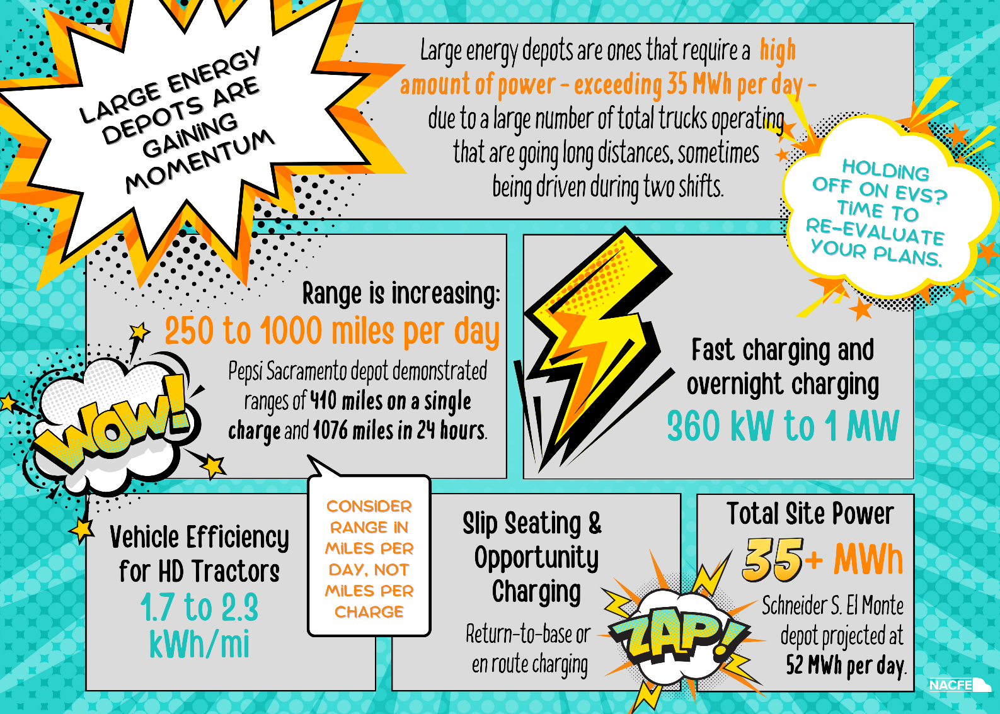 LARGE ENERGY
DEPOTS ARE
GAINING
MOMENTUM
Large energy depots are ones that require a high
amount of power - exceeding 35 MWh per day -
due to a large number of total trucks operating
that are going long distances, sometimes
being driven during two shifts.
HOLDING
OFF ON EVS?
TIME TO
RE-EVALUATE
YOUR PLANS.
Range is increasing:
250 to 1000 miles per day
Pepsi Sacramento depot demonstrated
ranges of 410 miles on a single
charge and 1076 miles in 24 hours.
WOW!
Fast charging and
overnight charging
360 kW to 1 MW
Vehicle Efficiency
for HD Tractors
1.7 to 2.3
kWh/mi
CONSIDER
RANGE IN
MILES PER
DAY, NOT
MILES PER
CHARGE
Slip Seating &
Opportunity
Charging
Return-to-base or
en route charging
ZAP!
Total Site Power
35+ MWh
Schneider S. El Monte
depot projected at
52 MWh per day.
NACFE